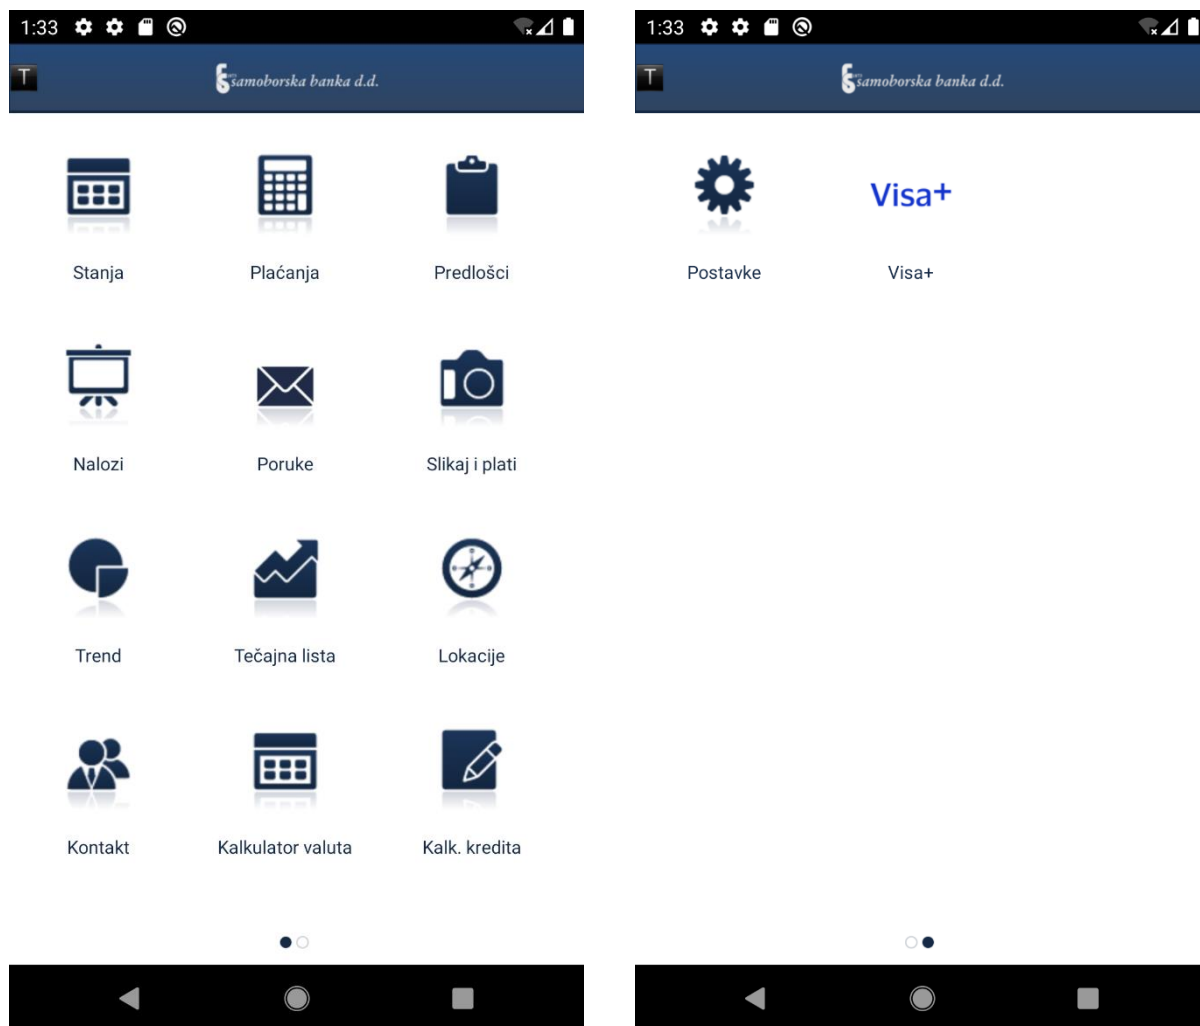 1:33
T
samoborska banka d.d.
Stanja
Plaćanja
Predlošci
Nalozi
Poruke
Slikaj i plati
Trend
Tečajna lista
Lokacije
Kontakt
Kalkulator valuta
Kalk. kredita
1:33
T
samoborska banka d.d.
Visa+
Postavke
Visa+